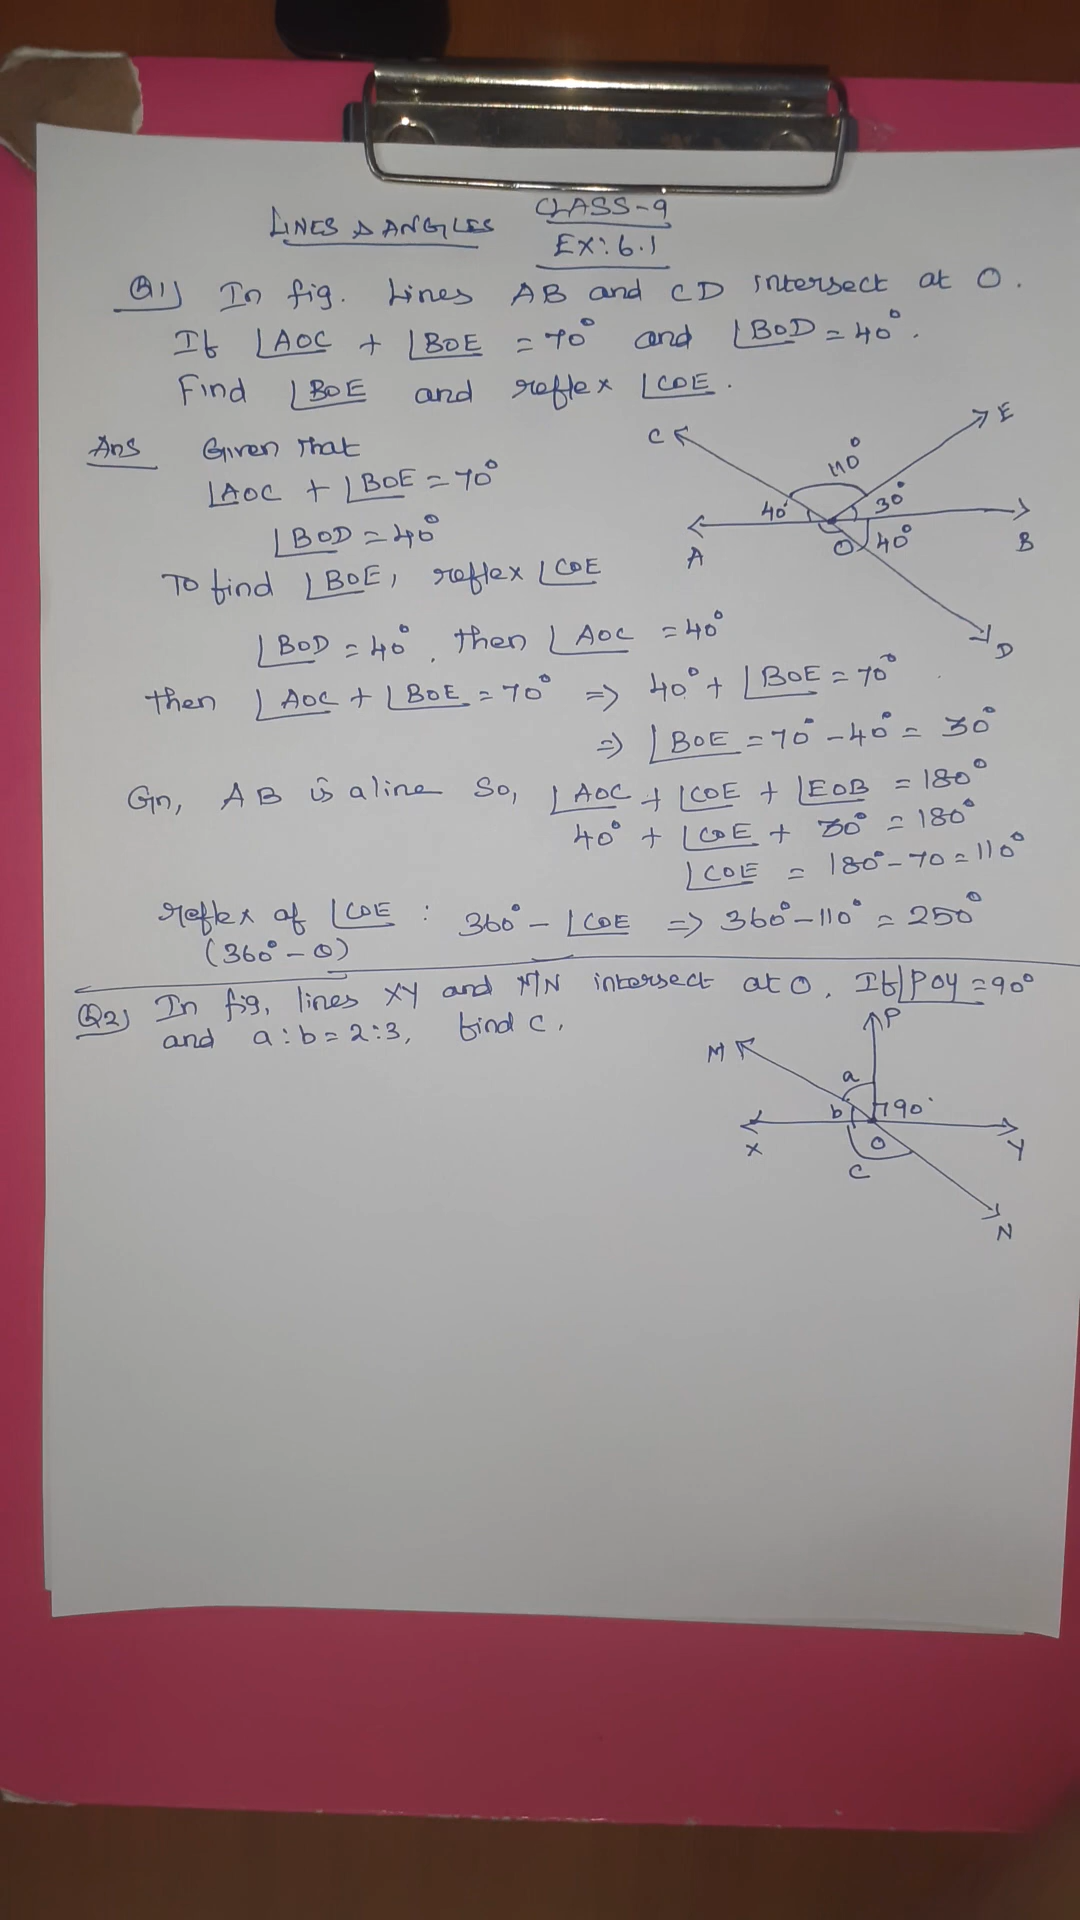 LINES & ANGLES
CLASS-9
EX: 6.1
Q1) In fig. Lines AB and CD intersect at O.
If ∠AOC + ∠BOE = 70° and ∠BOD = 40°.
Find ∠BOE and reflex ∠COE.
Ans Given that
∠AOC + ∠BOE = 70°
∠BOD = 40°
To find ∠BOE, reflex ∠COE
∠BOD = 40°, then ∠AOC = 40°
then ∠AOC + ∠BOE = 70° => 40° + ∠BOE = 70°
=> ∠BOE = 70° - 40° = 30°
Gn, AB is a line So, ∠AOC + ∠COE + ∠EOB = 180°
40° + ∠COE + 30° = 180°
∠COE = 180° - 70 = 110°
reflex of ∠COE : 360° - ∠COE => 360° - 110° = 250°
(360° - θ)
C
E
110°
40°
30°
A
O
40°
B
D
Q2) In fig, lines XY and MN intersect at O. If ∠POY = 90°
and a : b = 2 : 3, find c.
P
M
a
b
90°
X
O
Y
C
N